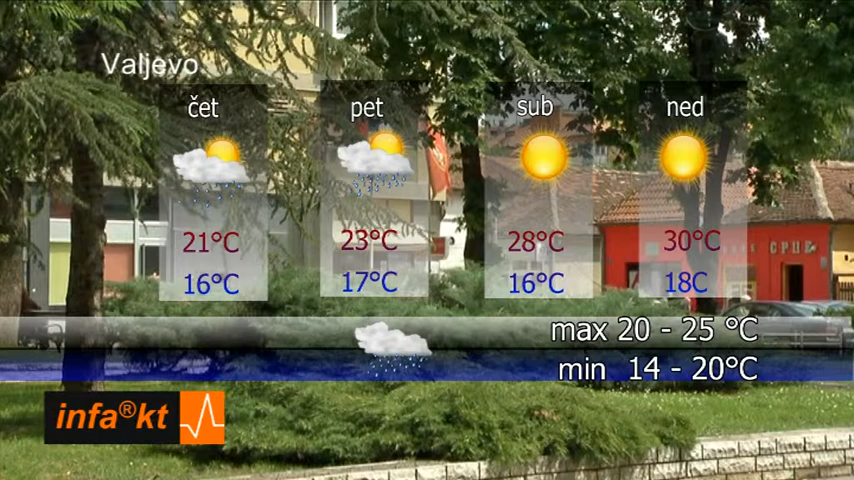 Valjevo
čet pet sub ned
21°C 23°C 28°C 30°C
16°C 17°C 16°C 18C
СРЦЕ
max 20 - 25 °C
min 14 - 20°C
infa®kt